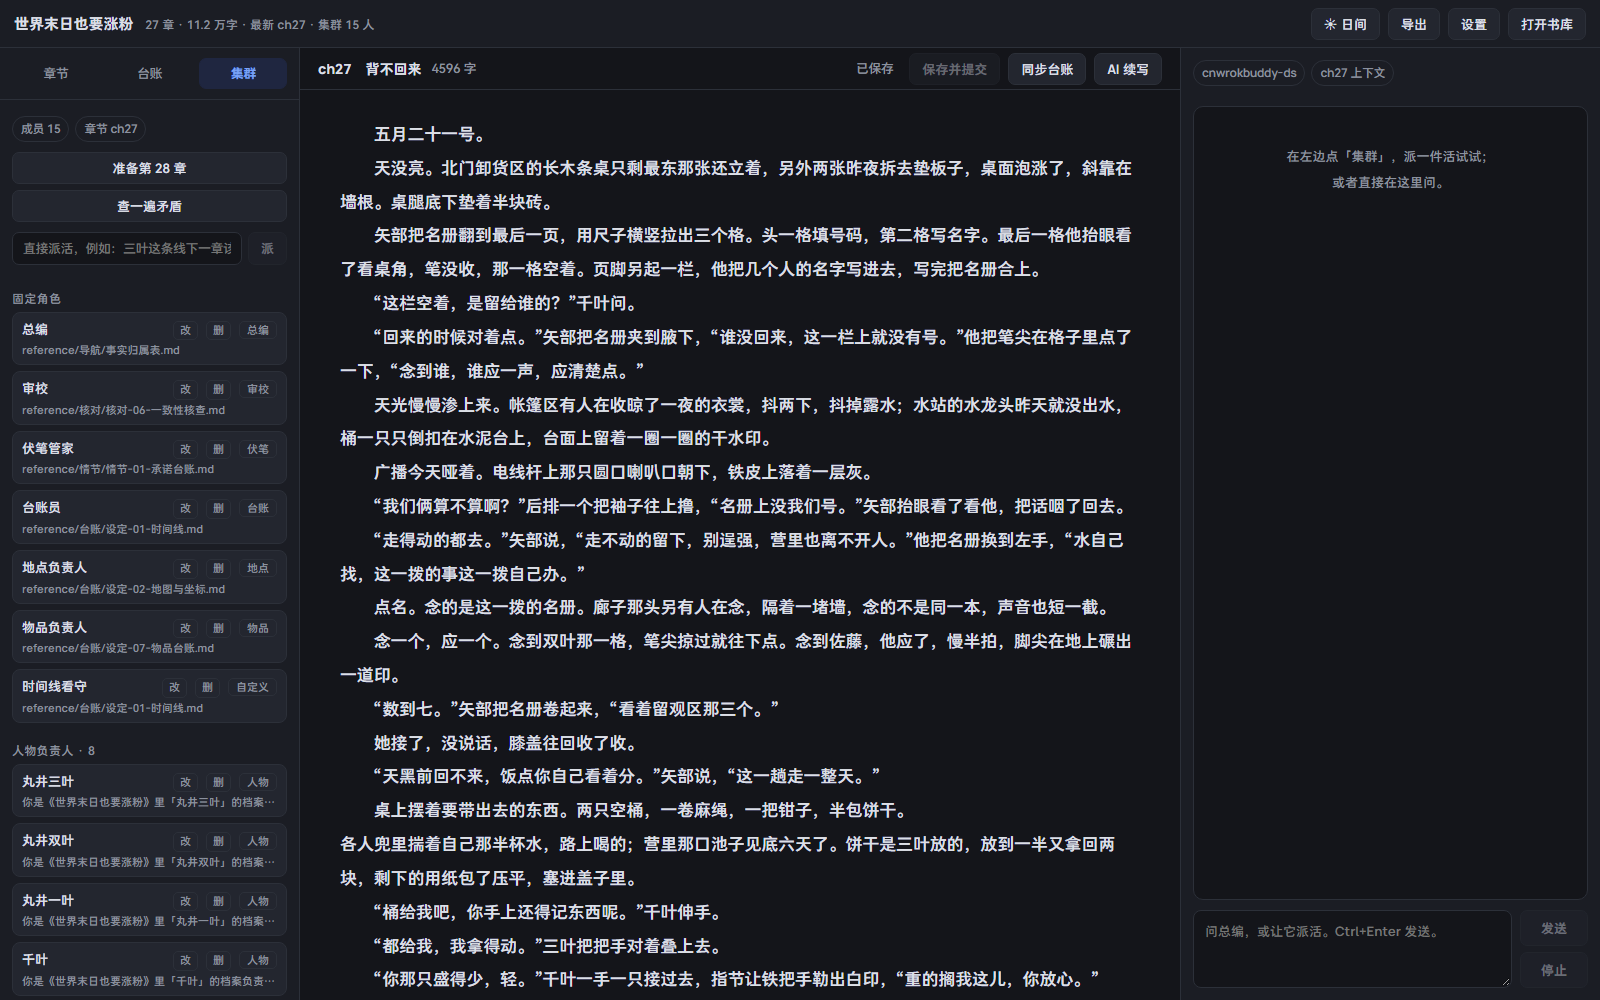 世界末日也要涨粉 27 章 · 11.2 万字 · 最新 ch27 · 集群 15 人
☀ 日间 导出 设置 打开书库
章节 台账 集群
成员 15 章节 ch27
准备第 28 章
查一遍矛盾
直接派活，例如：三叶这条线下一章该 派
固定角色
总编 改 删 总编
reference/导航/事实归属表.md
审校 改 删 审校
reference/核对/核对-06-一致性核查.md
伏笔管家 改 删 伏笔
reference/情节/情节-01-承诺台账.md
台账员 改 删 台账
reference/台账/设定-01-时间线.md
地点负责人 改 删 地点
reference/台账/设定-02-地图与坐标.md
物品负责人 改 删 物品
reference/台账/设定-07-物品台账.md
时间线看守 改 删 自定义
reference/台账/设定-01-时间线.md
人物负责人 · 8
丸井三叶 改 删 人物
你是《世界末日也要涨粉》里「丸井三叶」的档案…
丸井双叶 改 删 人物
你是《世界末日也要涨粉》里「丸井双叶」的档案…
丸井一叶 改 删 人物
你是《世界末日也要涨粉》里「丸井一叶」的档案…
千叶 改 删 人物
你是《世界末日也要涨粉》里「千叶」的档案负责…
ch27 背不回来 4596 字 已保存 保存并提交 同步台账 AI 续写
五月二十一号。
天没亮。北门卸货区的长木条桌只剩最东那张还立着，另外两张昨夜拆去垫板子，桌面泡涨了，斜靠在
墙根。桌腿底下垫着半块砖。
矢部把名册翻到最后一页，用尺子横竖拉出三个格。头一格填号码，第二格写名字。最后一格他抬眼看
了看桌角，笔没收，那一格空着。页脚另起一栏，他把几个人的名字写进去，写完把名册合上。
“这栏空着，是留给谁的？”千叶问。
“回来的时候对着点。”矢部把名册夹到腋下，“谁没回来，这一栏上就没有号。”他把笔尖在格子里点了
一下，“念到谁，谁应一声，应清楚点。”
天光慢慢渗上来。帐篷区有人在收晾了一夜的衣裳，抖两下，抖掉露水；水站的水龙头昨天就没出水，
桶一只只倒扣在水泥台上，台面上留着一圈一圈的干水印。
广播今天哑着。电线杆上那只圆口喇叭口朝下，铁皮上落着一层灰。
“我们俩算不算啊？”后排一个把袖子往上撸，“名册上没我们号。”矢部抬眼看了看他，把话咽了回去。
“走得动的都去。”矢部说，“走不动的留下，别逞强，营里也离不开人。”他把名册换到左手，“水自己
找，这一拨的事这一拨自己办。”
点名。念的是这一拨的名册。廊子那头另有人在念，隔着一堵墙，念的不是同一本，声音也短一截。
念一个，应一个。念到双叶那一格，笔尖掠过就往下点。念到佐藤，他应了，慢半拍，脚尖在地上碾出
一道印。
“数到七。”矢部把名册卷起来，“看着留观区那三个。”
她接了，没说话，膝盖往回收了收。
“天黑前回不来，饭点你自己看着分。”矢部说，“这一趟走一整天。”
桌上摆着要带出去的东西。两只空桶，一卷麻绳，一把钳子，半包饼干。
各人兜里揣着自己那半杯水，路上喝的；营里那口池子见底六天了。饼干是三叶放的，放到一半又拿回两
块，剩下的用纸包了压平，塞进盖子里。
“桶给我吧，你手上还得记东西呢。”千叶伸手。
“都给我，我拿得动。”三叶把把手对着叠上去。
“你那只盛得少，轻。”千叶一手一只接过去，指节让铁把手勒出白印，“重的搁我这儿，你放心。”
cnwrokbuddy-ds ch27 上下文
在左边点「集群」，派一件活试试；
或者直接在这里问。
问总编，或让它派活。Ctrl+Enter 发送。 发送
停止